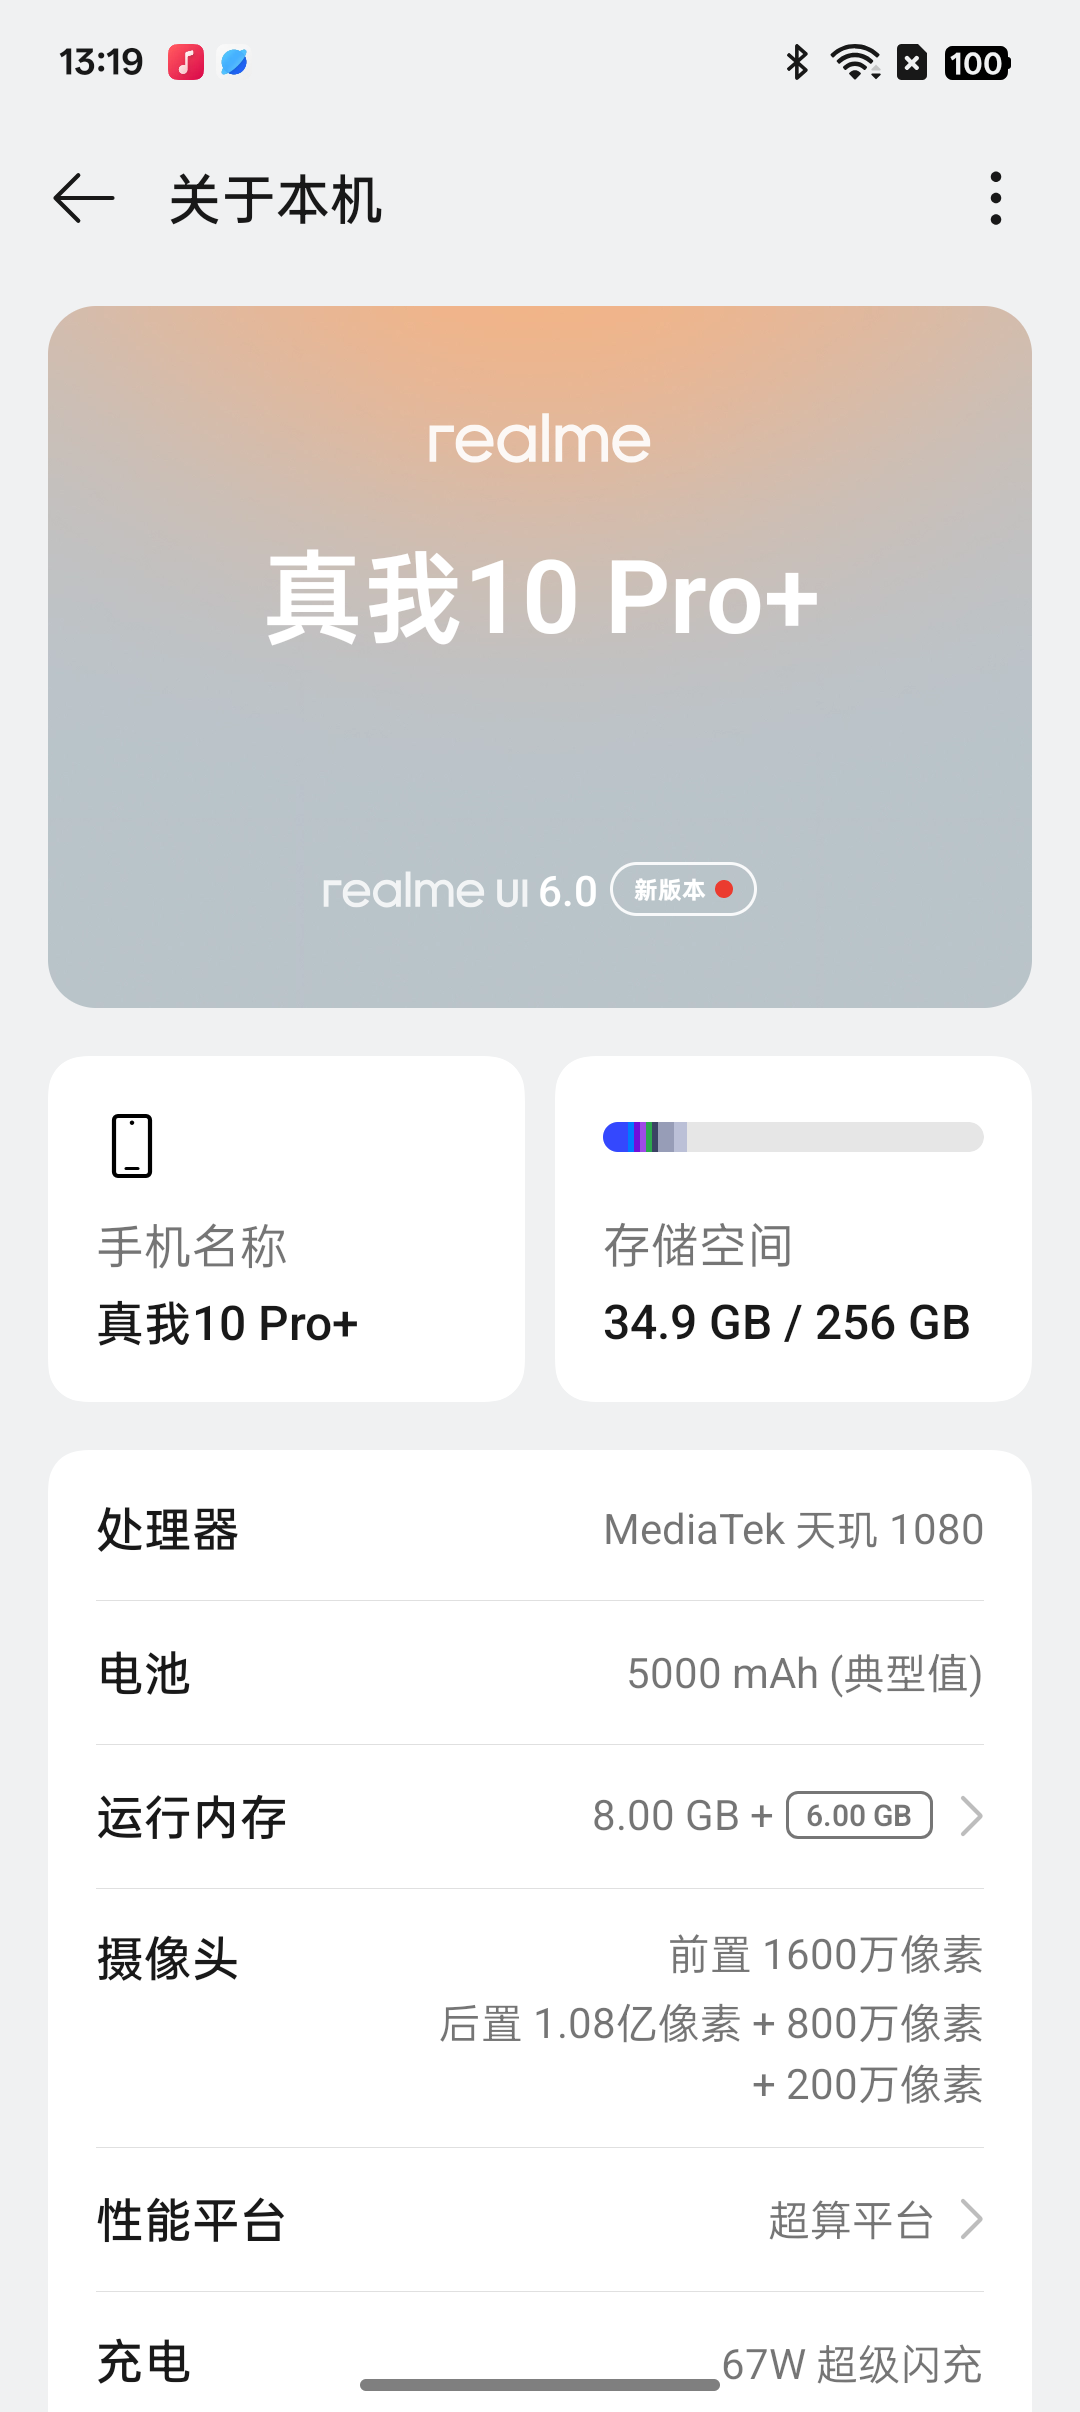 13:19
100
关于本机
realme
真我10 Pro+
realme UI 6.0 新版本
手机名称
真我10 Pro+
存储空间
34.9 GB / 256 GB
处理器 MediaTek 天玑 1080
电池 5000 mAh (典型值)
运行内存 8.00 GB + 6.00 GB
摄像头 前置 1600万像素
后置 1.08亿像素 + 800万像素
+ 200万像素
性能平台 超算平台
充电 67W 超级闪充